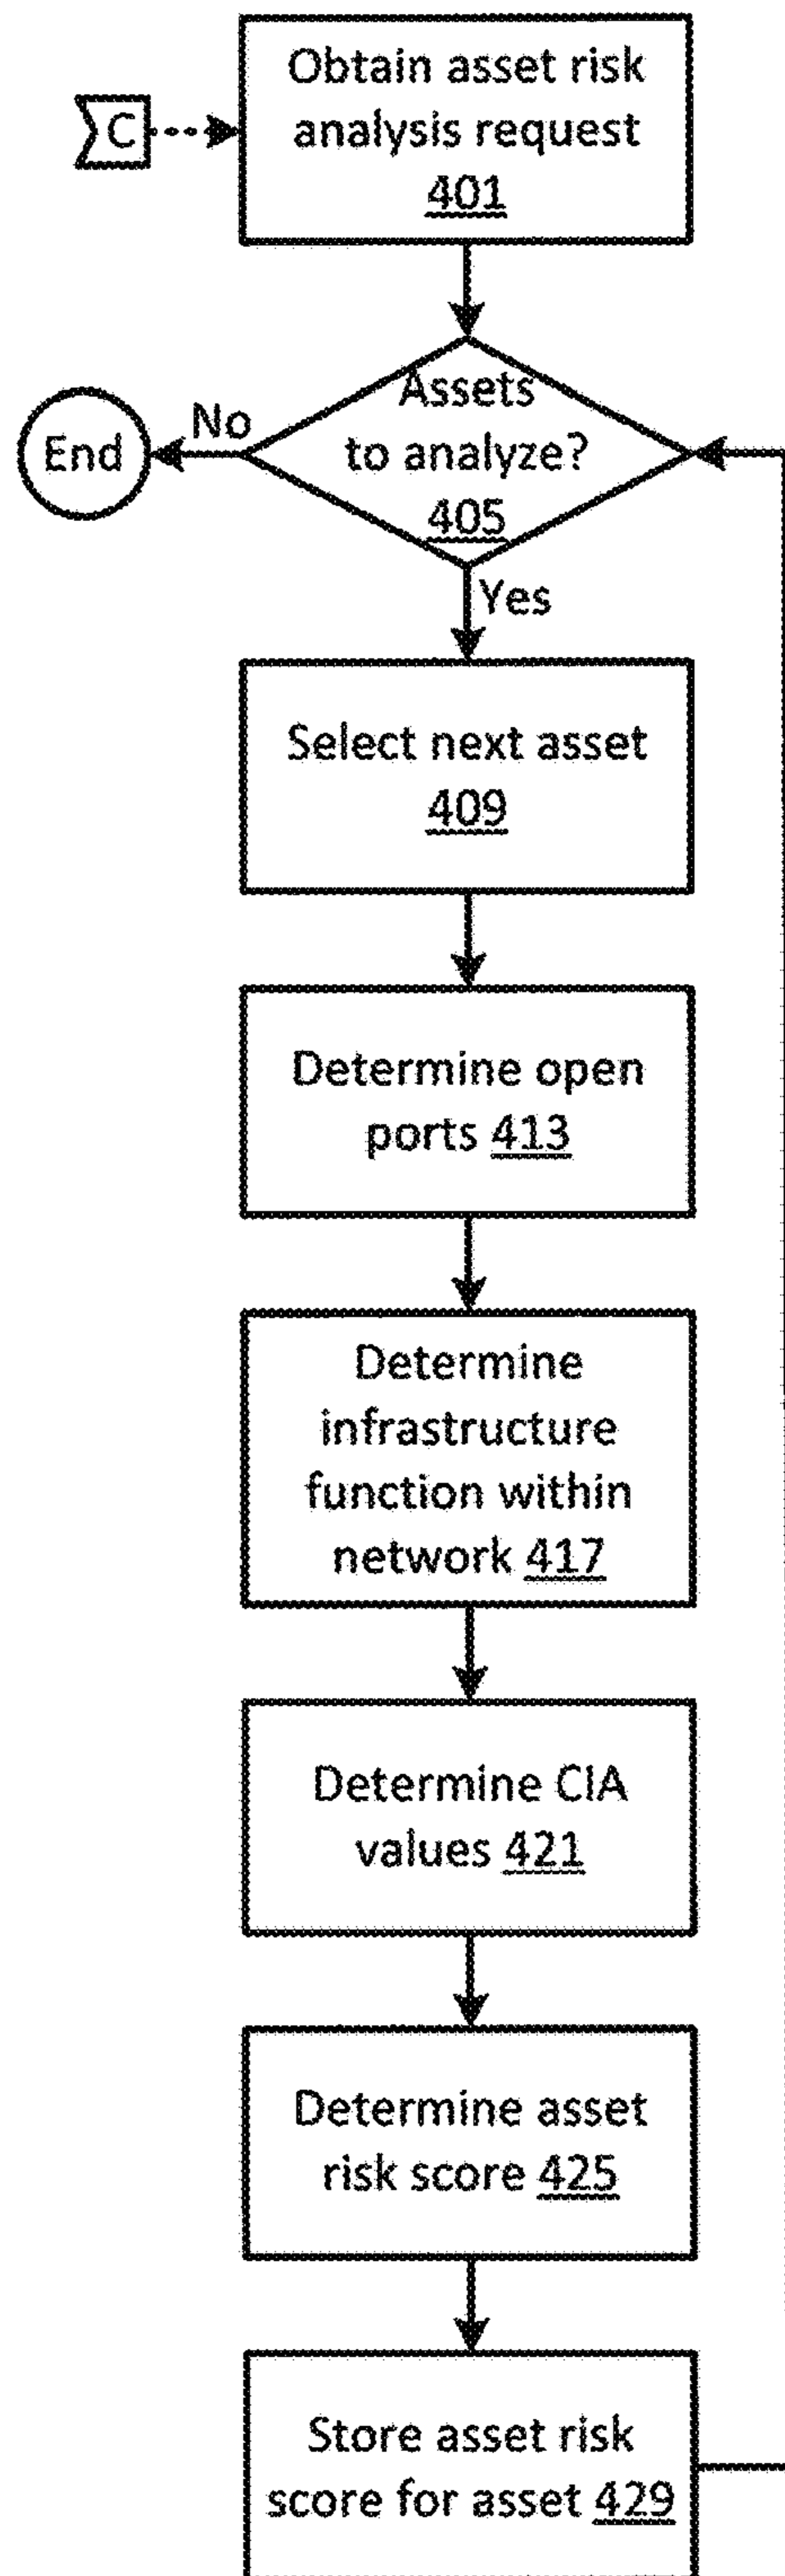 Obtain asset risk
analysis request
401
C
Assets
to analyze?
405
No
End
Yes
Select next asset
409
Determine open
ports 413
Determine
infrastructure
function within
network 417
Determine CIA
values 421
Determine asset
risk score 425
Store asset risk
score for asset 429